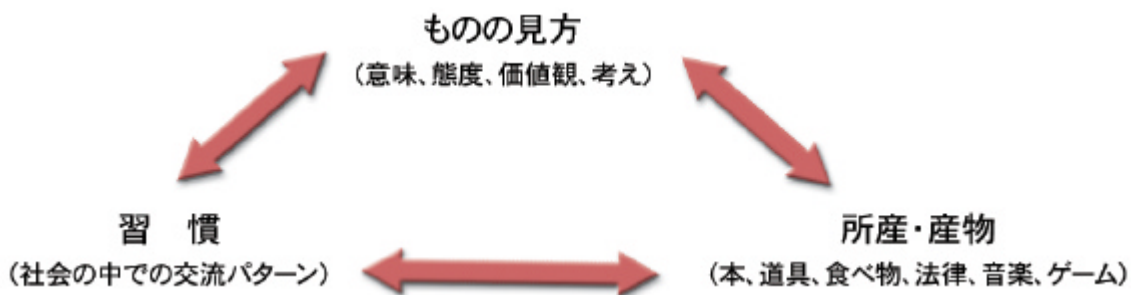 ものの見方
(意味、態度、価値観、考え)
習　慣
(社会の中での交流パターン)
所産・産物
(本、道具、食べ物、法律、音楽、ゲーム)